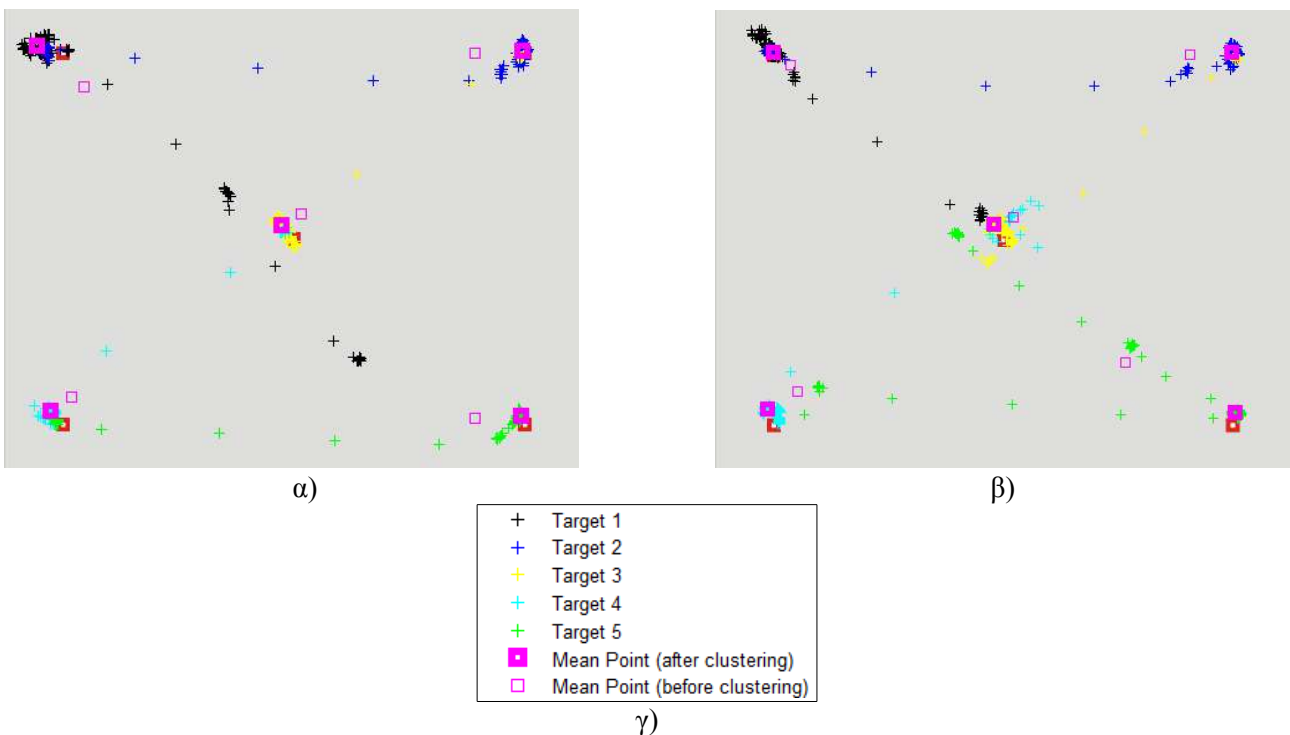 α)
β)
Target 1
Target 2
Target 3
Target 4
Target 5
Mean Point (after clustering)
Mean Point (before clustering)
γ)